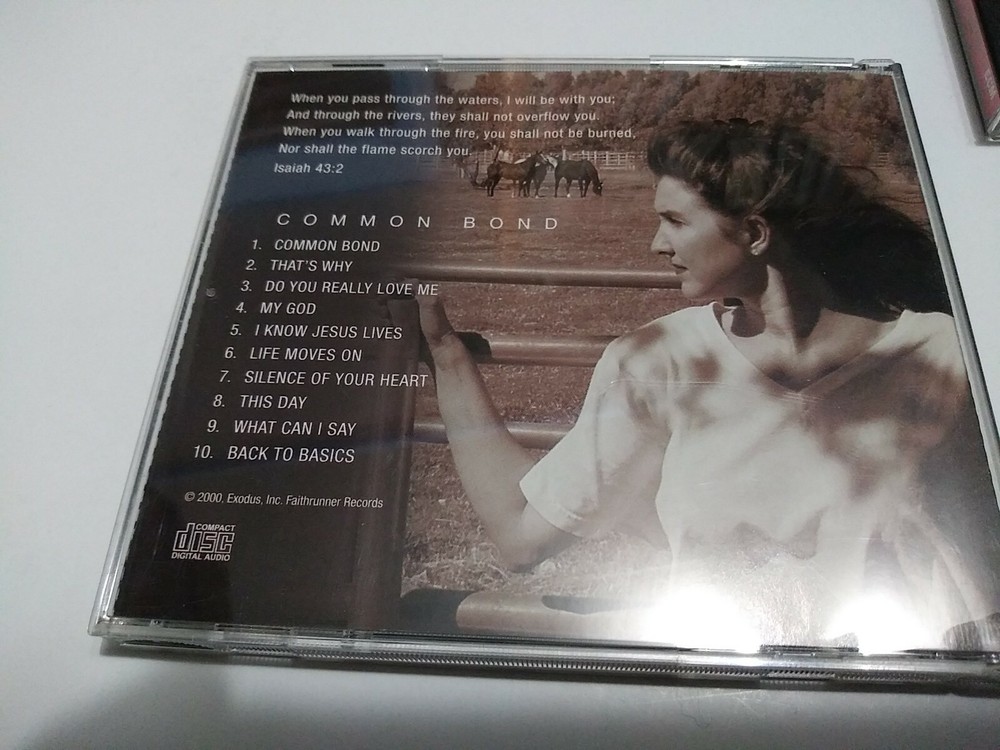 When you pass through the waters, I will be with you;
And through the rivers, they shall not overflow you.
When you walk through the fire, you shall not be burned,
Nor shall the flame scorch you.
Isaiah 43:2
COMMON BOND
1. COMMON BOND
2. THAT'S WHY
3. DO YOU REALLY LOVE ME
4. MY GOD
5. I KNOW JESUS LIVES
6. LIFE MOVES ON
7. SILENCE OF YOUR HEART
8. THIS DAY
9. WHAT CAN I SAY
10. BACK TO BASICS
© 2000, Exodus, Inc. Faithrunner Records
COMPACT
disc
DIGITAL AUDIO